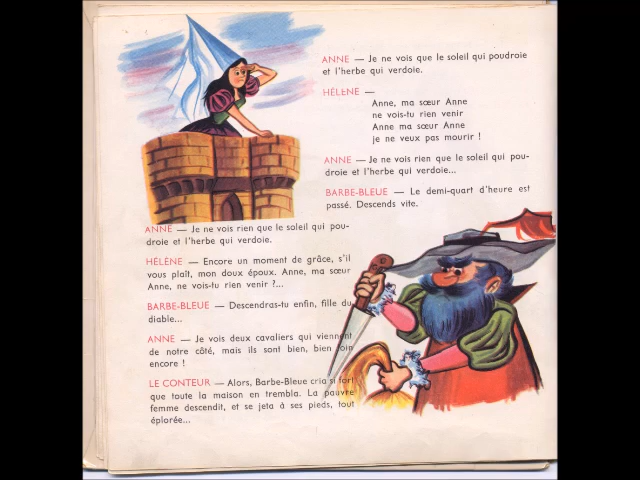 ANNE — Je ne vois que le soleil qui poudroie
et l'herbe qui verdoie.
HÉLÈNE —
Anne, ma sœur Anne
ne vois-tu rien venir
Anne ma sœur Anne
je ne veux pas mourir !
ANNE — Je ne vois rien que le soleil qui pou-
droie et l'herbe qui verdoie...
BARBE-BLEUE — Le demi-quart d'heure est
passé. Descends vite.
ANNE — Je ne vois rien que le soleil qui pou-
droie et l'herbe qui verdoie.
HÉLÈNE — Encore un moment de grâce, s'il
vous plaît, mon doux époux. Anne, ma sœur
Anne, ne vois-tu rien venir ?...
BARBE-BLEUE — Descendras-tu enfin, fille du
diable...
ANNE — Je vois deux cavaliers qui viennent
de notre côté, mais ils sont bien, bien loin
encore !
LE CONTEUR — Alors, Barbe-Bleue cria si fort
que toute la maison en trembla. La pauvre
femme descendit, et se jeta à ses pieds, tout
éplorée...